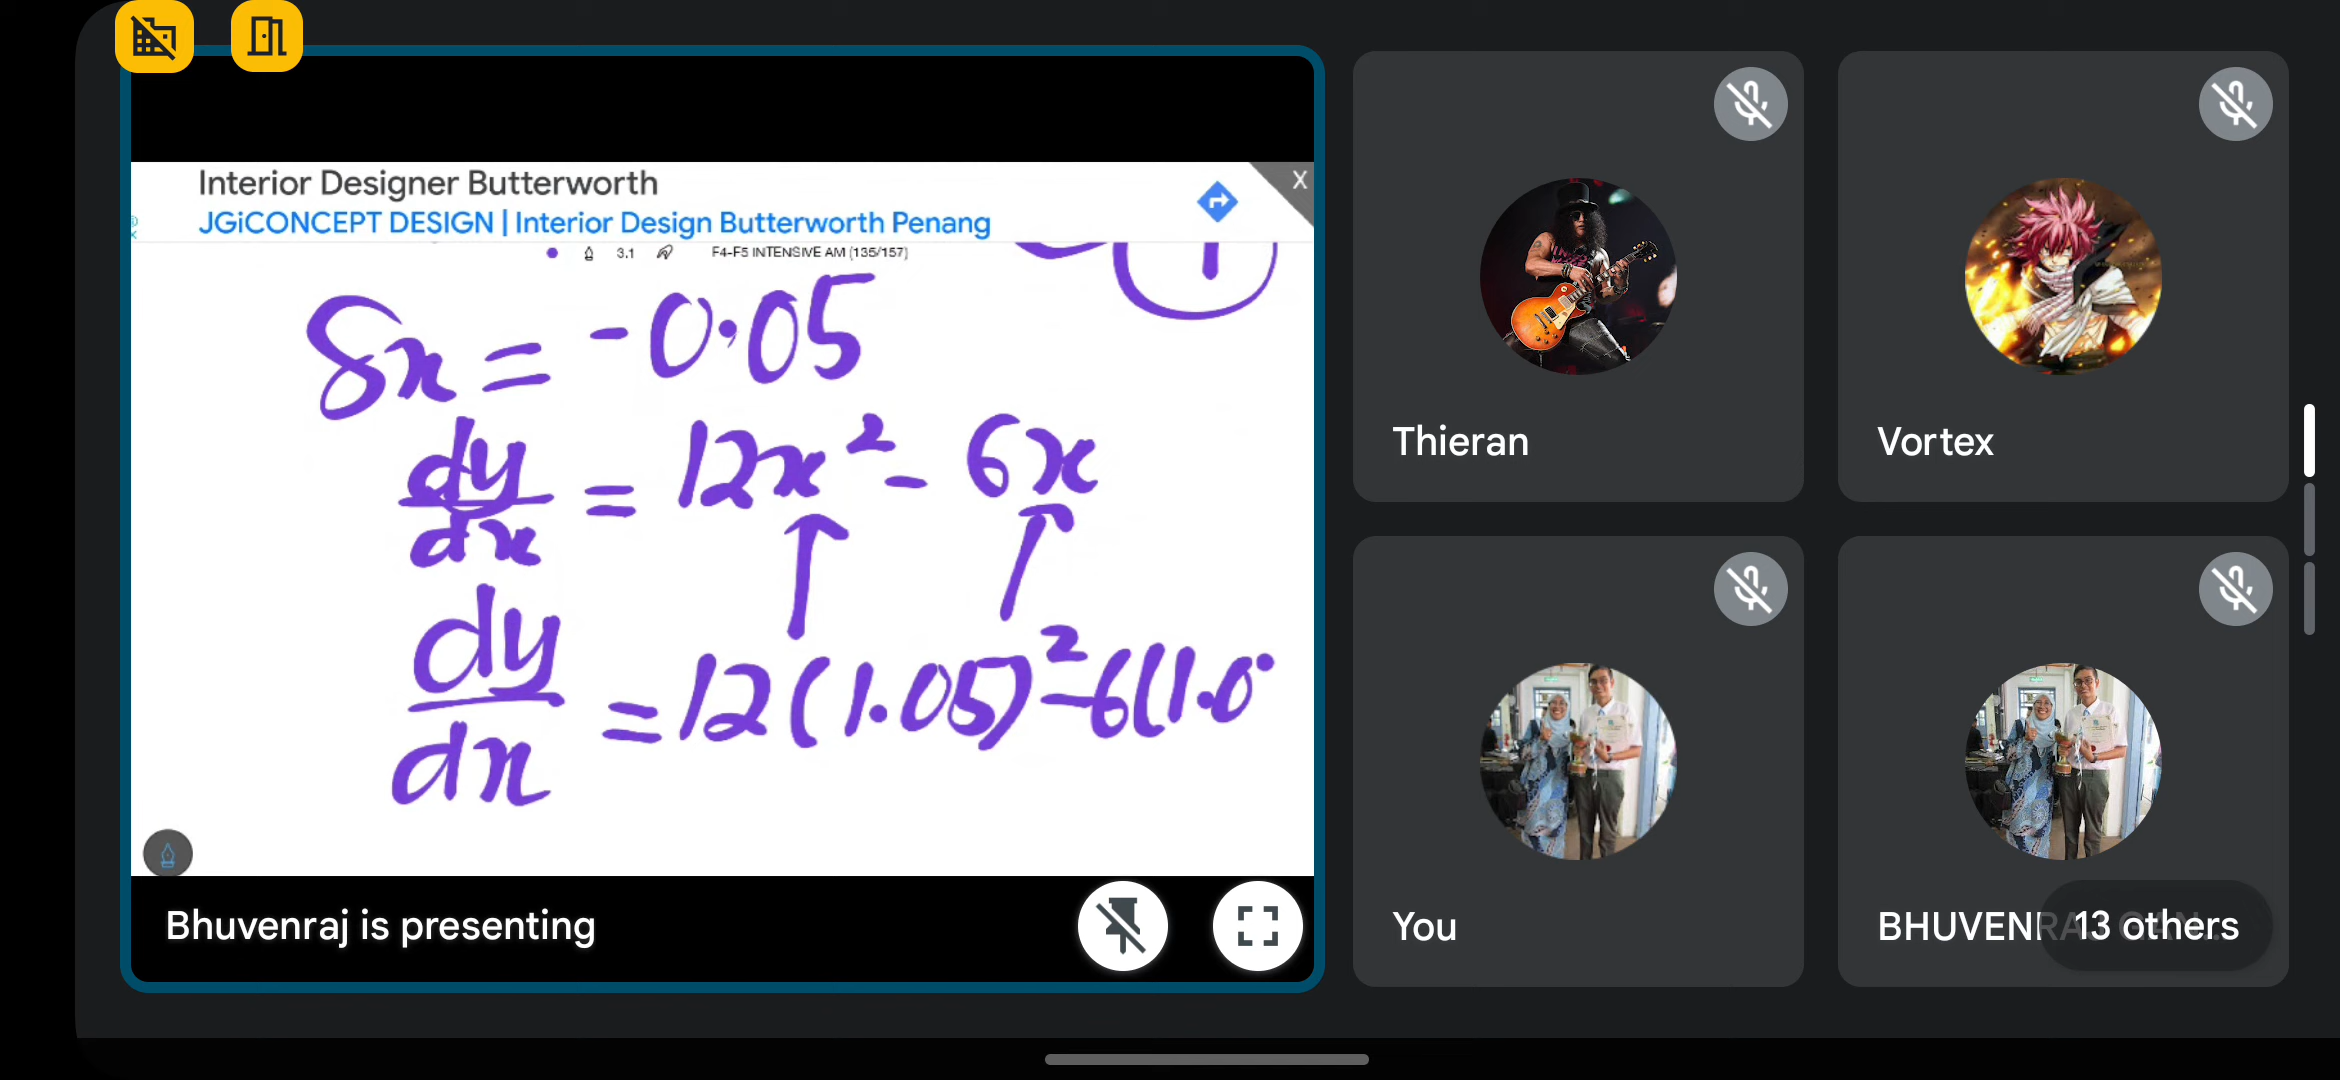 Interior Designer Butterworth
X
JGiCONCEPT DESIGN | Interior Design Butterworth Penang
3.1 F4-F5 INTENSIVE AM (135/157)
δx = -0.05
dy/dx = 12x² - 6x
dy/dx = 12(1.05)² - 6(1.0
Bhuvenraj is presenting
Thieran
Vortex
You
BHUVENR
13 others